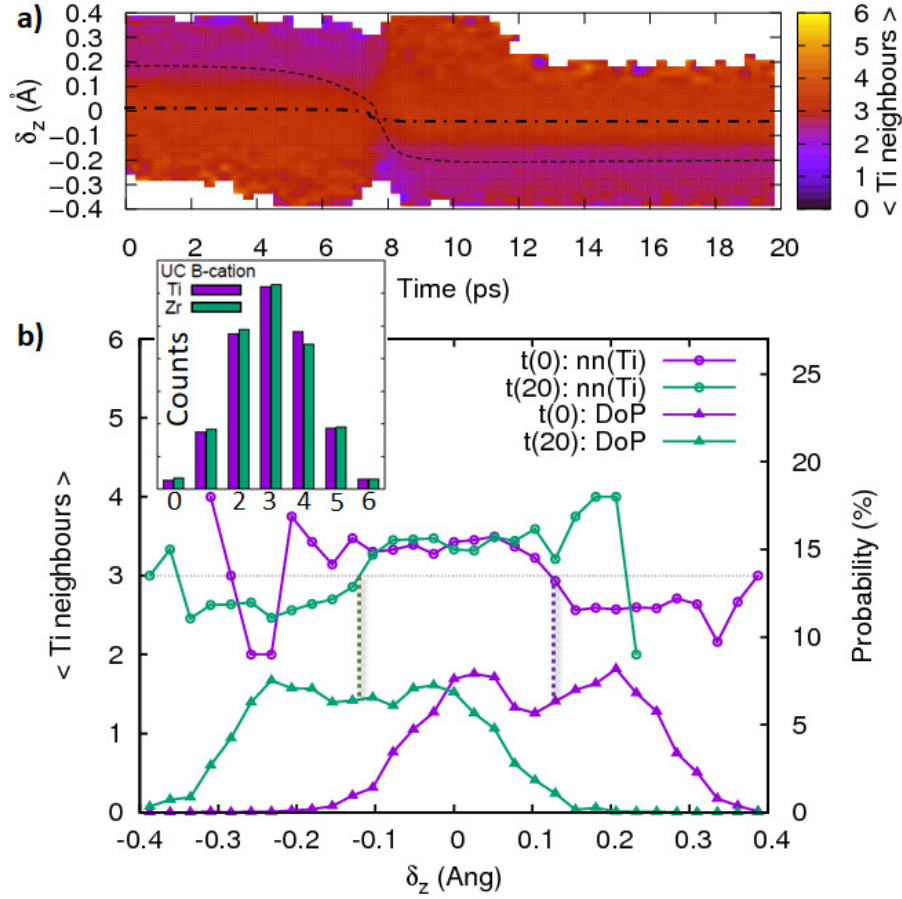 a)
0.4
0.3
0.2
0.1
0
−0.1
−0.2
−0.3
−0.4
δz (Å)
0 2 4 6 8 10 12 14 16 18 20
Time (ps)
6
5
4
3
2
1
0
< Ti neighbours >
b)
UC B-cation
Ti
Zr
Counts
0 2 3 4 5 6
t(0): nn(Ti)
t(20): nn(Ti)
t(0): DoP
t(20): DoP
6
5
4
3
2
1
0
< Ti neighbours >
25
20
15
10
5
0
Probability (%)
-0.4 -0.3 -0.2 -0.1 0 0.1 0.2 0.3 0.4
δz (Ang)